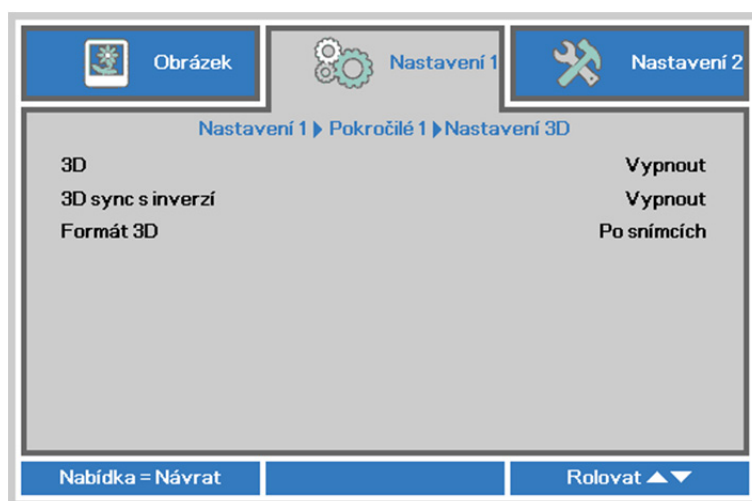 Obrázek
Nastavení 1
Nastavení 2
Nastavení 1 ▶ Pokročilé 1 ▶ Nastavení 3D
3D Vypnout
3D sync s inverzí Vypnout
Formát 3D Po snímcích
Nabídka = Návrat
Rolovat ▲▼